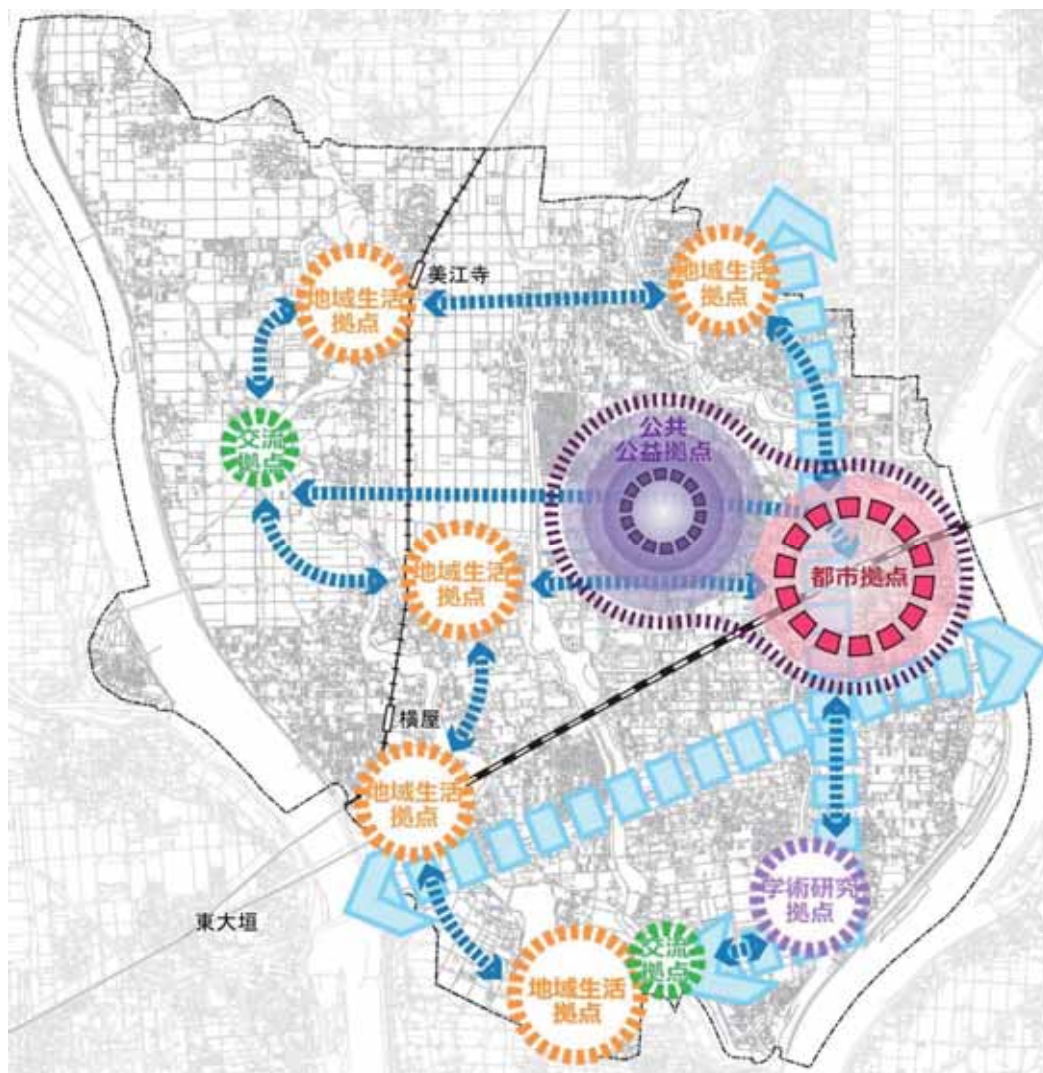 地域生活
拠点
美江寺
地域生活
拠点
交流
拠点
公共
公益拠点
地域生活
拠点
都市拠点
横屋
地域生活
拠点
東大垣
学術研究
拠点
地域生活
拠点
交流
拠点